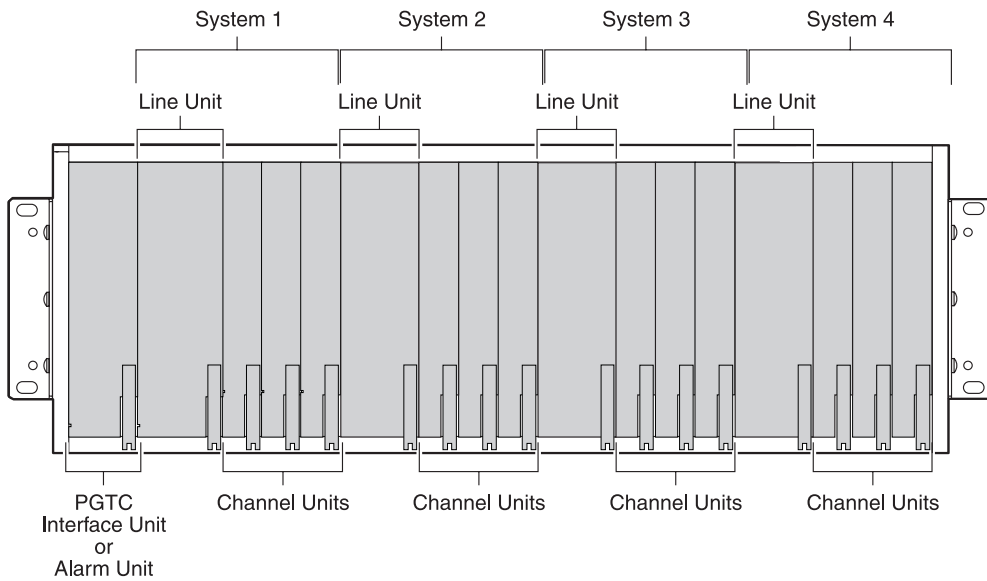 System 1
System 2
System 3
System 4
Line Unit
Line Unit
Line Unit
Line Unit
PGTC
Interface Unit
or
Alarm Unit
Channel Units
Channel Units
Channel Units
Channel Units